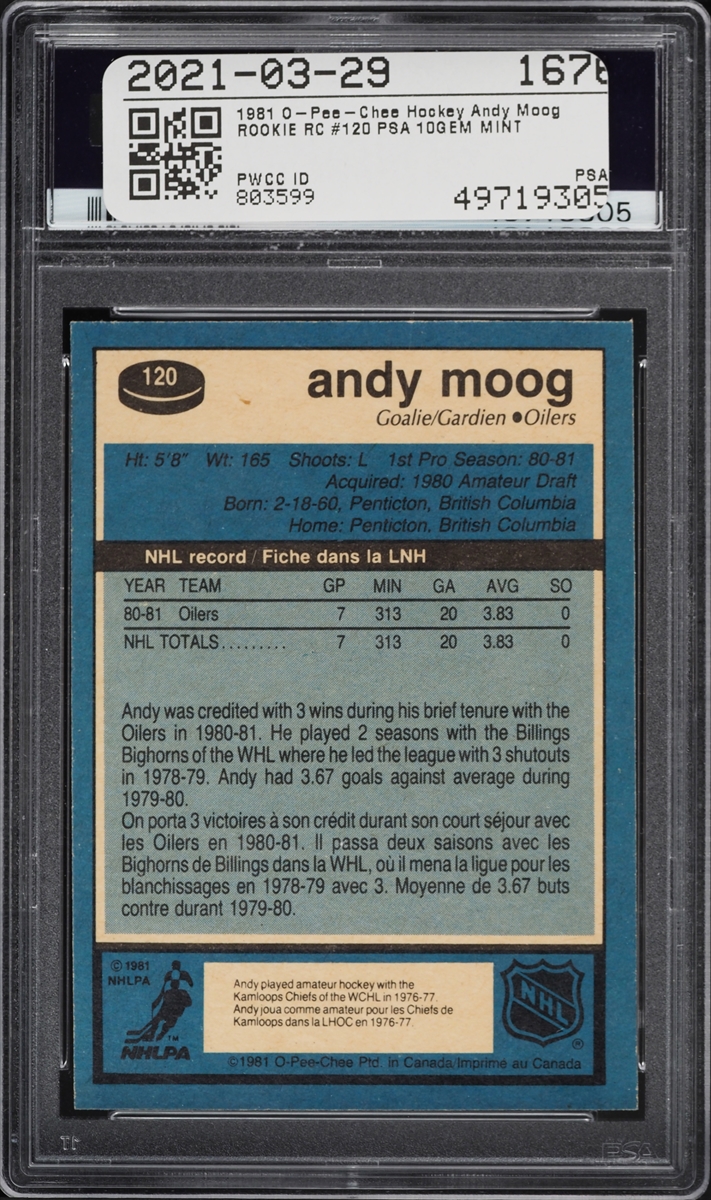 2021-03-29 1676
1981 O-Pee-Chee Hockey Andy Moog
ROOKIE RC #120 PSA 10GEM MINT
PWCC ID
803599
PSA
49719305
120
andy moog
Goalie/Gardien ●Oilers
Ht: 5'8" Wt: 165 Shoots: L 1st Pro Season: 80-81
Acquired: 1980 Amateur Draft
Born: 2-18-60, Penticton, British Columbia
Home: Penticton. British Columbia
NHL record / Fiche dans la LNH
YEAR TEAM GP MIN GA AVG SO
80-81 Oilers 7 313 20 3.83 0
NHL TOTALS......... 7 313 20 3.83 0
Andy was credited with 3 wins during his brief tenure with the
Oilers in 1980-81. He played 2 seasons with the Billings
Bighorns of the WHL where he led the league with 3 shutouts
in 1978-79. Andy had 3.67 goals against average during
1979-80.
On porta 3 victoires à son crédit durant son court séjour avec
les Oilers en 1980-81. Il passa deux saisons avec les
Bighorns de Billings dans la WHL, où il mena la ligue pour les
blanchissages en 1978-79 avec 3. Moyenne de 3.67 buts
contre durant 1979-80.
© 1981
NHLPA
Andy played amateur hockey with the
Kamloops Chiefs of the WCHL in 1976-77.
Andy joua comme amateur pour les Chiefs de
Kamloops dans la LHOC en 1976-77.
NHL
®
TM
NHLPA
©1981 O-Pee-Chee Ptd. in Canada/Imprimé au Canada
PSA